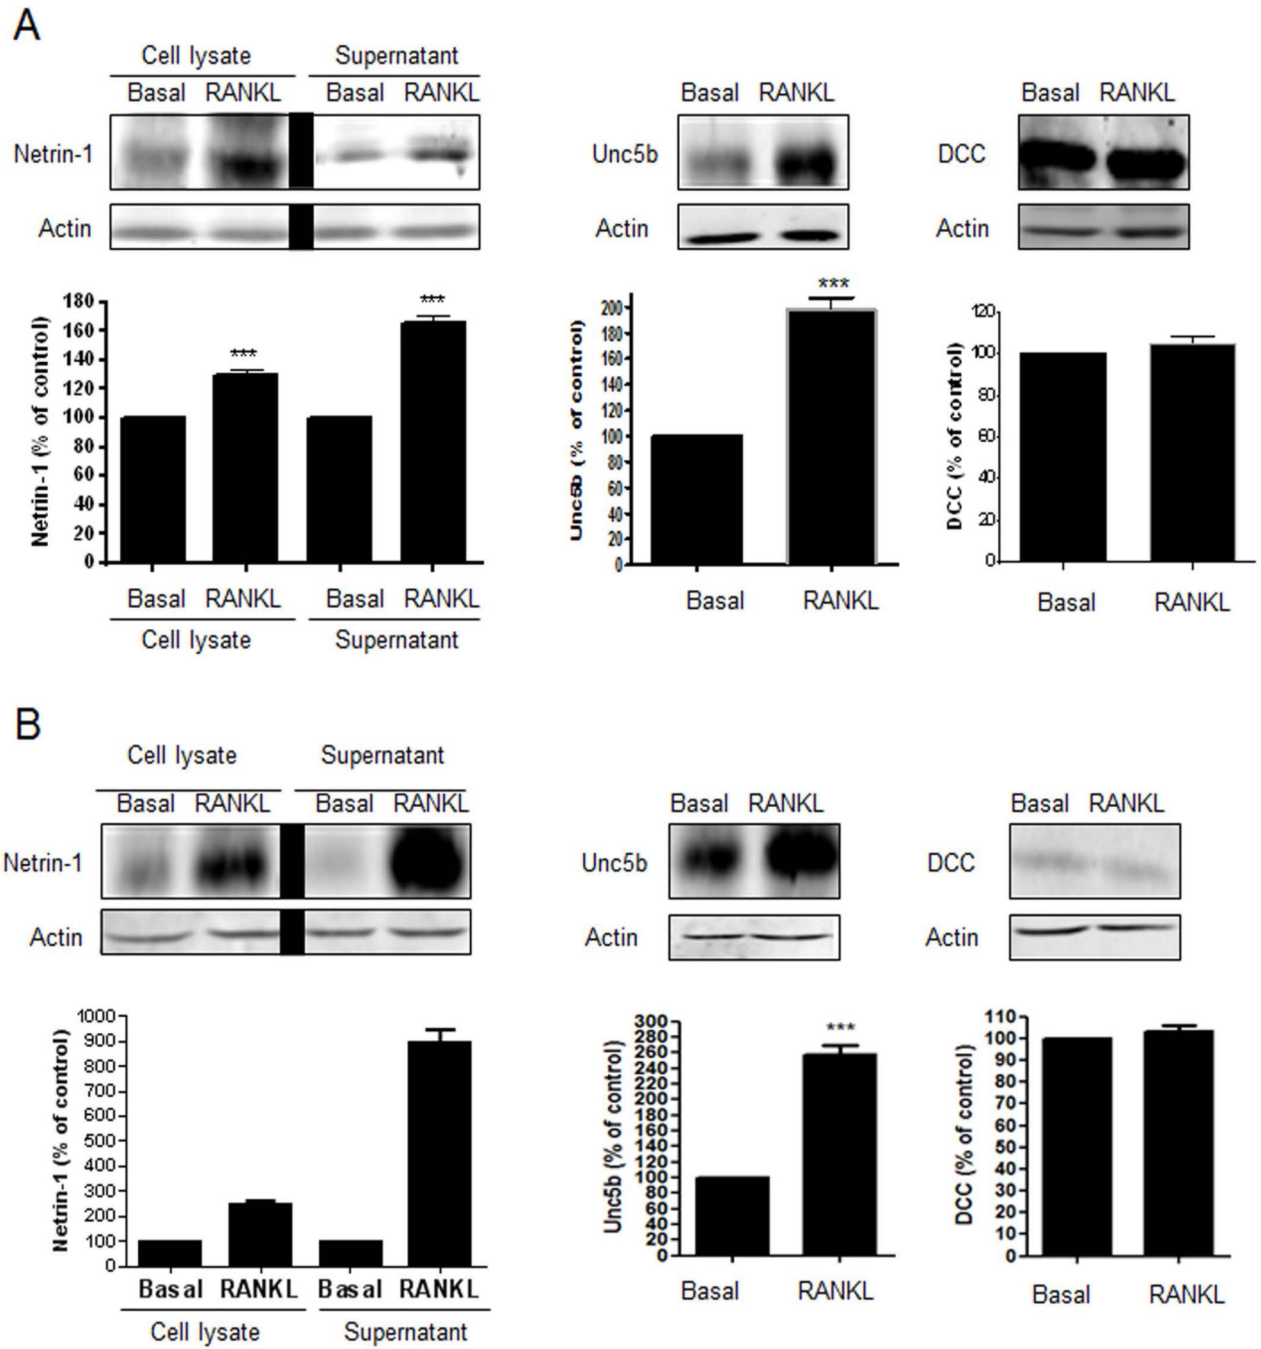 A
Cell lysate Supernatant
Basal RANKL Basal RANKL Basal RANKL Basal RANKL
Netrin-1 Unc5b DCC
Actin Actin Actin
Netrin-1 (% of control)
180
160
140
120
100
80
60
40
20
0
*** ***
Basal RANKL Basal RANKL
Cell lysate Supernatant
Unc5b (% of control)
200
180
160
140
120
100
80
60
40
20
0
***
Basal RANKL
DCC (% of control)
120
100
80
60
40
20
0
Basal RANKL
B
Cell lysate Supernatant
Basal RANKL Basal RANKL Basal RANKL Basal RANKL
Netrin-1 Unc5b DCC
Actin Actin Actin
Netrin-1 (% of control)
1000
900
800
700
600
500
400
300
200
100
0
Basal RANKL Basal RANKL
Cell lysate Supernatant
Unc5b (% of control)
300
280
260
240
220
200
180
160
140
120
100
80
60
40
20
0
***
Basal RANKL
DCC (% of control)
110
100
90
80
70
60
50
40
30
20
10
0
Basal RANKL